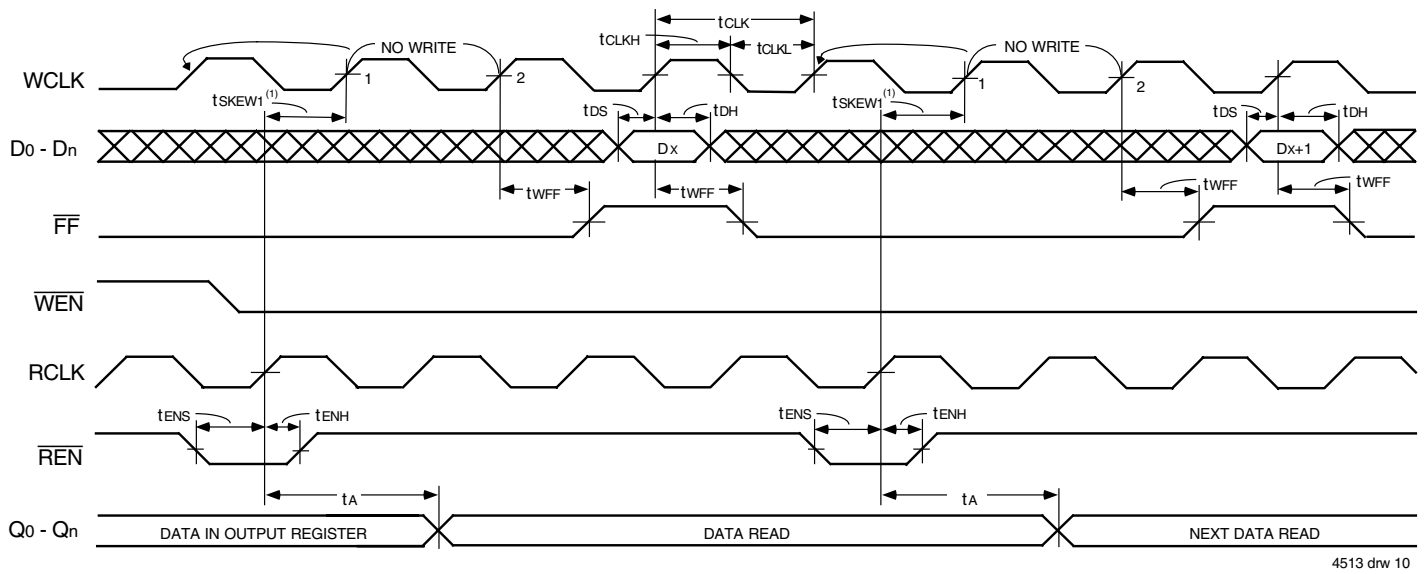 tCLK
tCLKH tCLKL
NO WRITE NO WRITE
WCLK 1 2 1 2
tSKEW1(1) tDS tDH tSKEW1(1) tDS tDH
D0 - Dn DX DX+1
tWFF tWFF tWFF tWFF
FF
WEN
RCLK
tENS tENH tENS tENH
REN
tA tA
Q0 - Qn DATA IN OUTPUT REGISTER DATA READ NEXT DATA READ
4513 drw 10